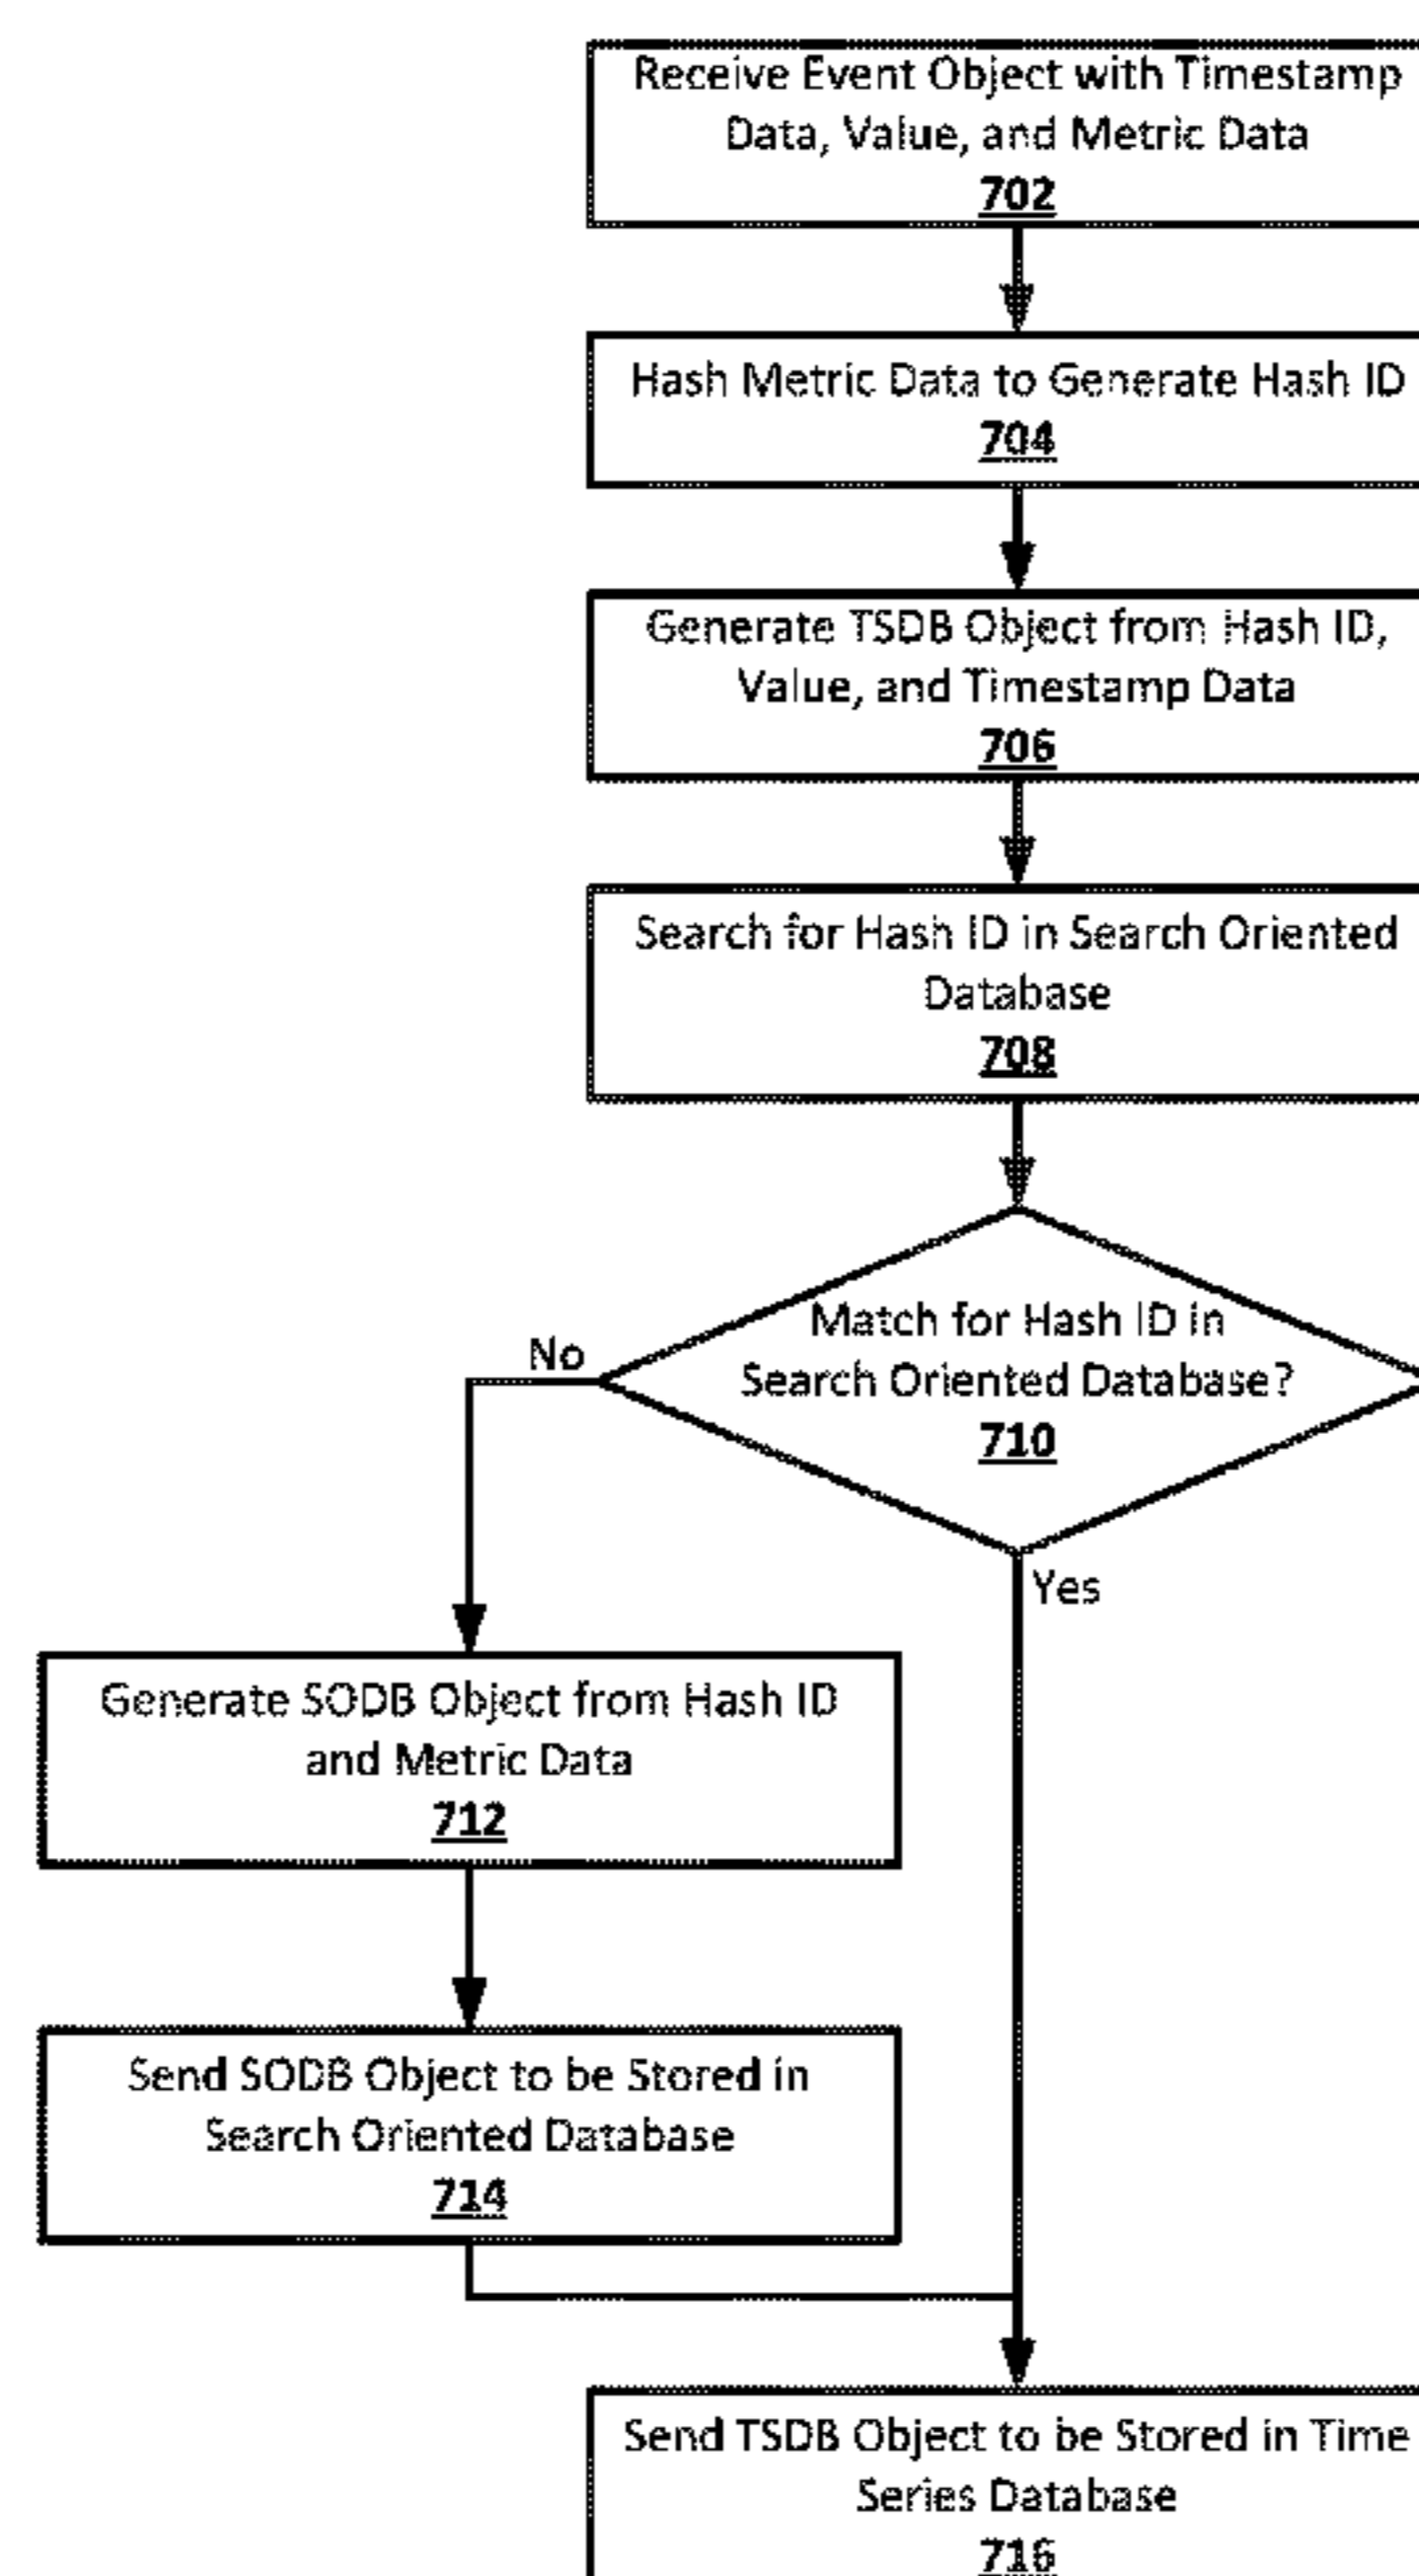 Receive Event Object with Timestamp
Data, Value, and Metric Data
702
Hash Metric Data to Generate Hash ID
704
Generate TSDB Object from Hash ID,
Value, and Timestamp Data
706
Search for Hash ID in Search Oriented
Database
708
Match for Hash ID in
Search Oriented Database?
710
No
Yes
Generate SODB Object from Hash ID
and Metric Data
712
Send SODB Object to be Stored in
Search Oriented Database
714
Send TSDB Object to be Stored in Time
Series Database
716